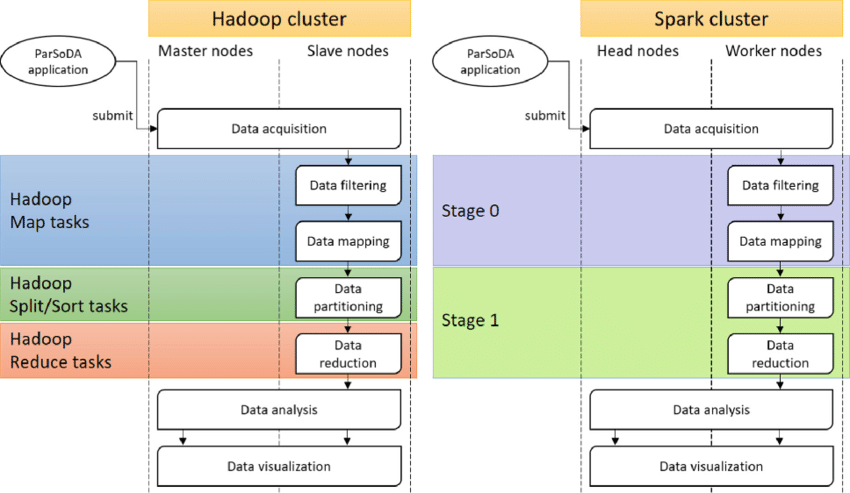 Hadoop cluster
Master nodes
Slave nodes
ParSoDA
application
submit
Data acquisition
Hadoop
Map tasks
Data filtering
Data mapping
Hadoop
Split/Sort tasks
Data
partitioning
Hadoop
Reduce tasks
Data
reduction
Data analysis
Data visualization
Spark cluster
Head nodes
Worker nodes
ParSoDA
application
submit
Data acquisition
Stage 0
Data filtering
Data mapping
Stage 1
Data
partitioning
Data
reduction
Data analysis
Data visualization